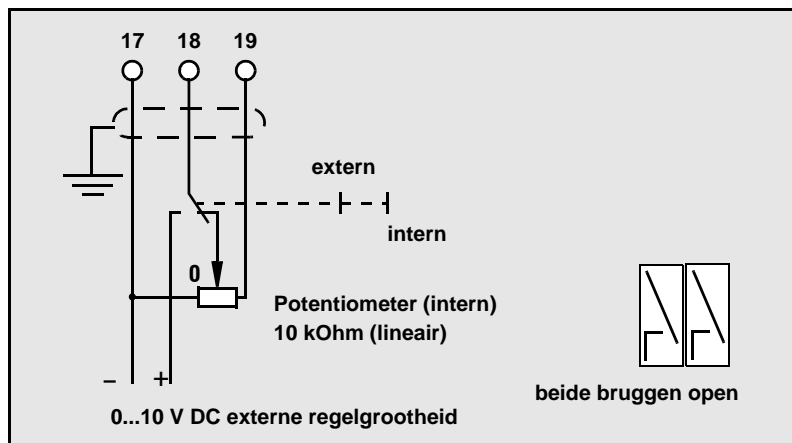 17 18 19
extern
intern
0
Potentiometer (intern)
10 kOhm (lineair)
– +
beide bruggen open
0...10 V DC externe regelgrootheid